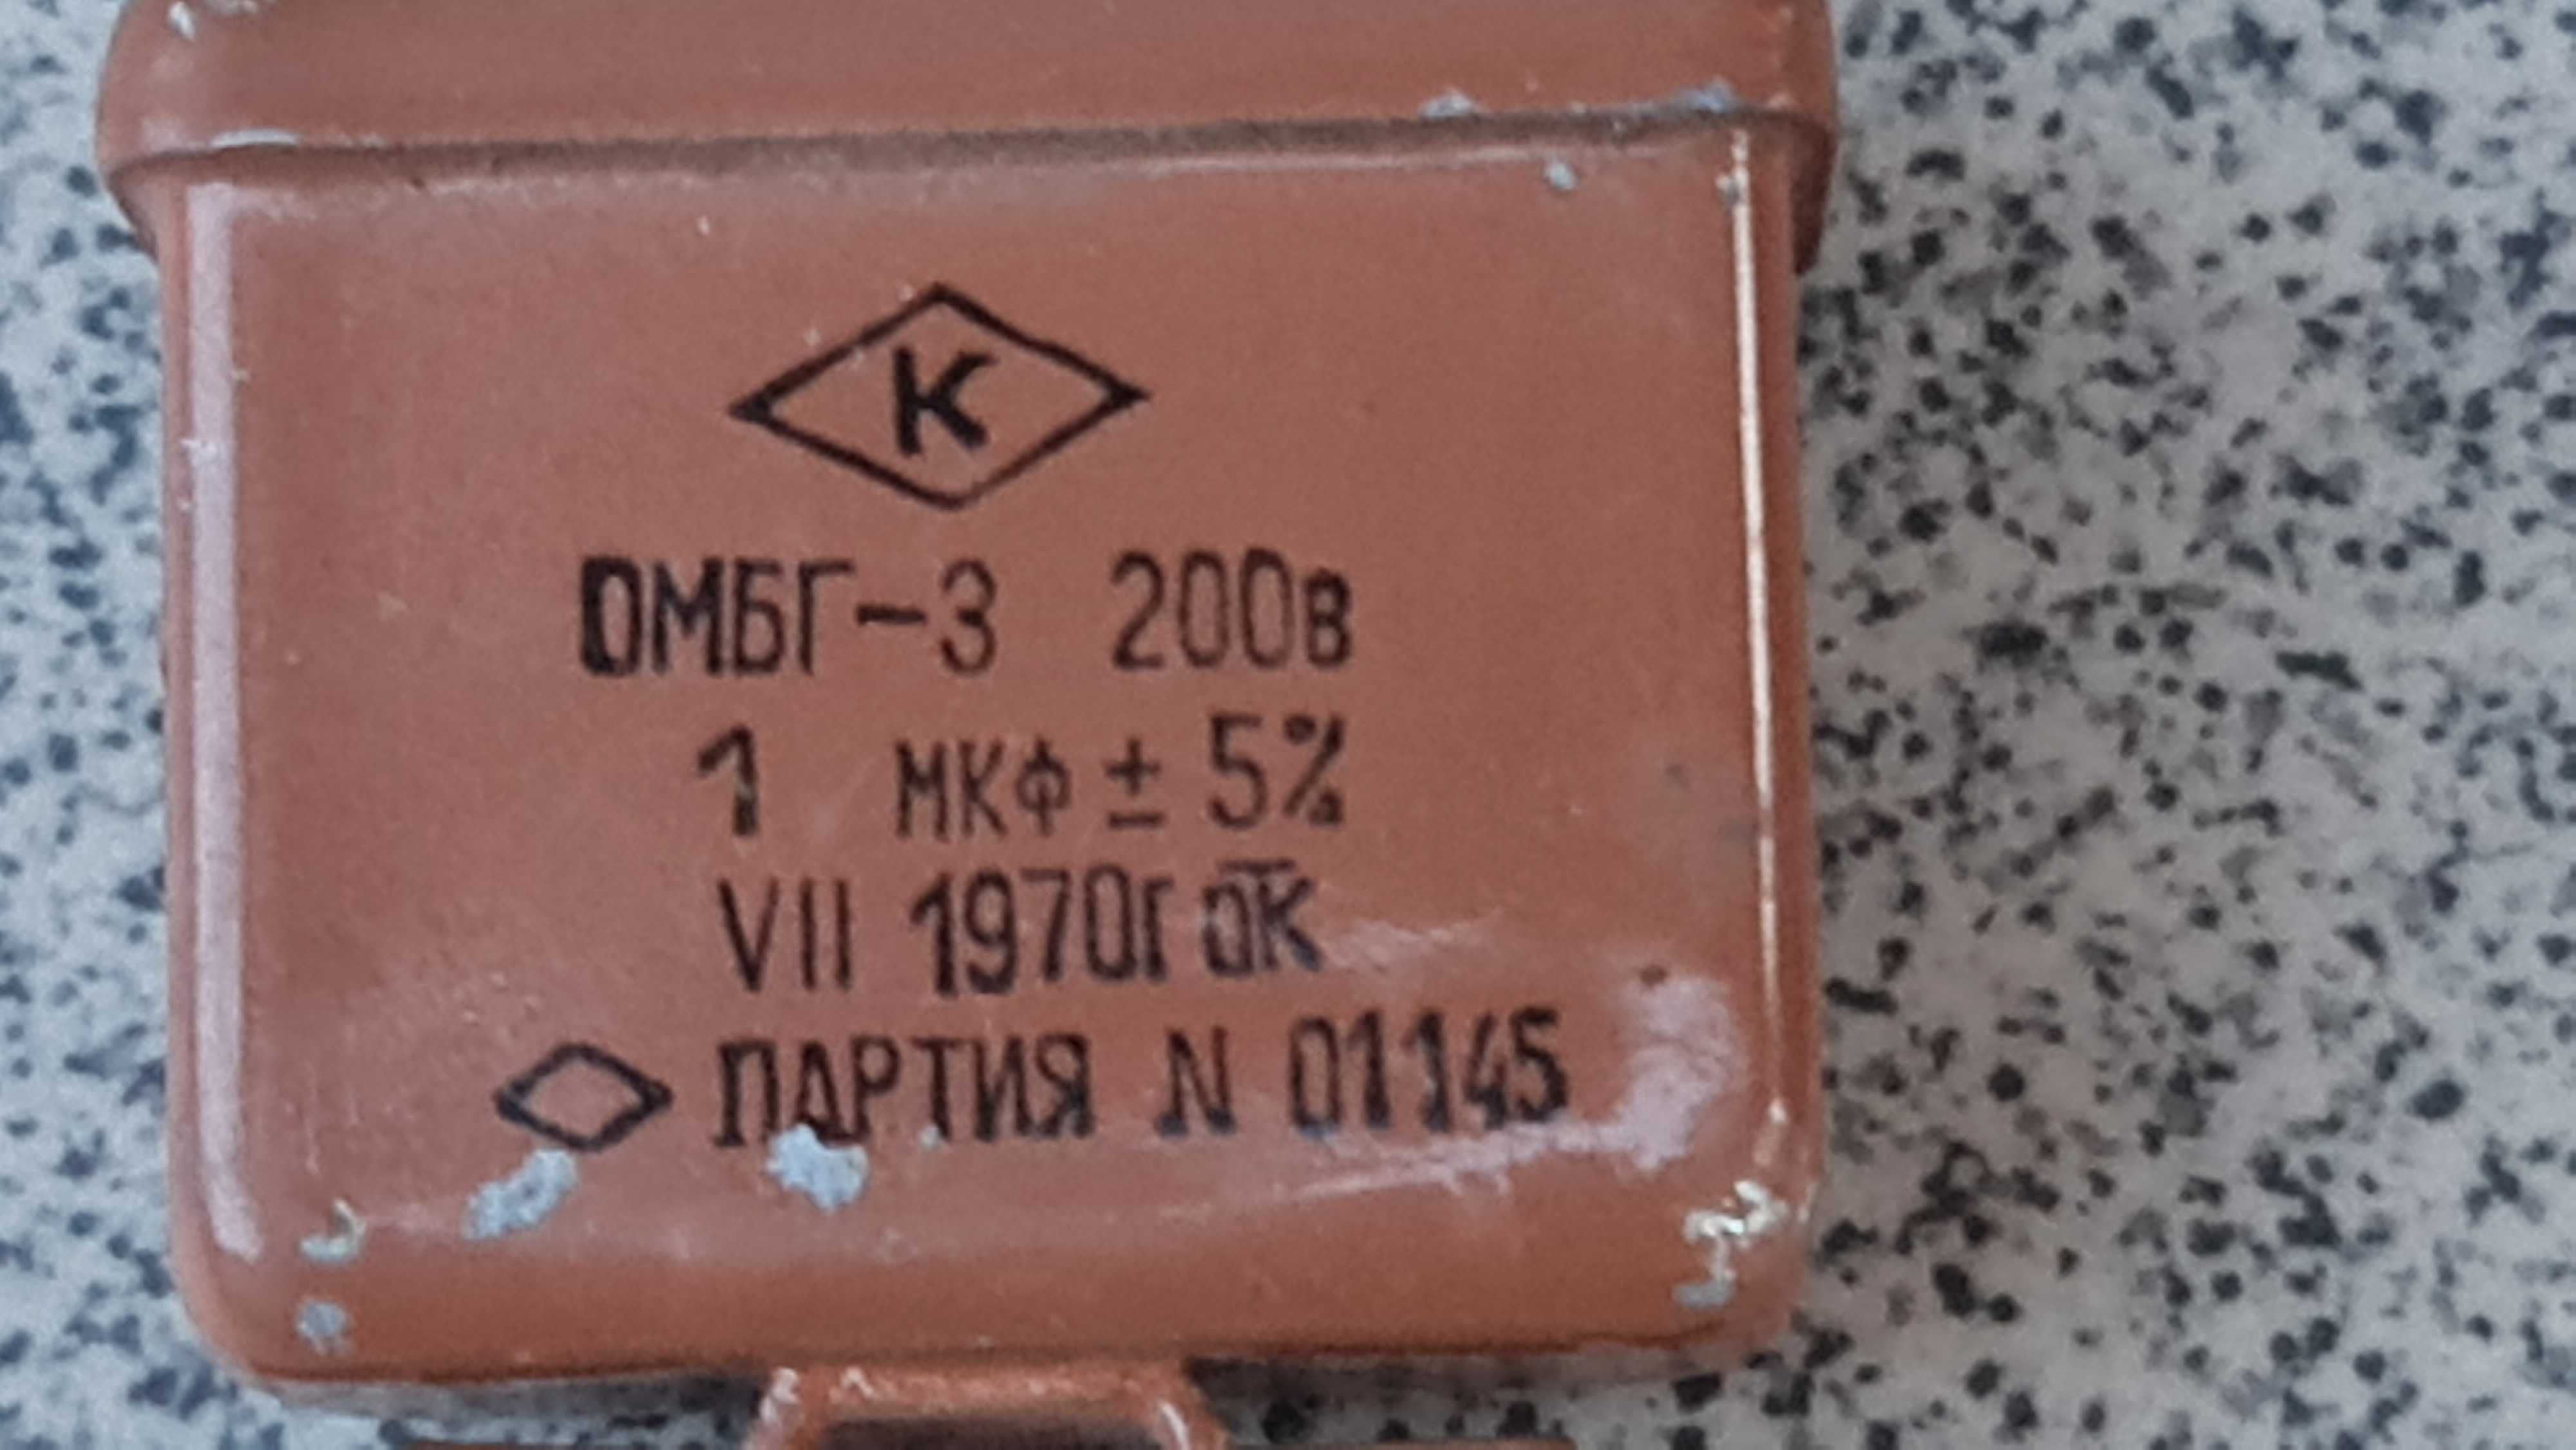 К
ОМБГ-3 200в
1 мкф ± 5%
VII 1970г ОТК
ПАРТИЯ N 01145